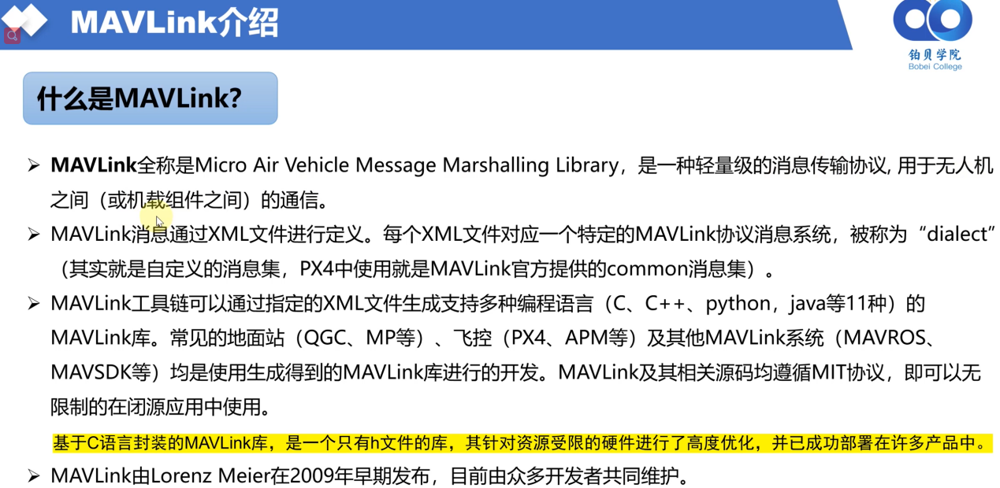 MAVLink介绍
铂贝学院
Bobei College
什么是MAVLink?
➢ MAVLink全称是Micro Air Vehicle Message Marshalling Library，是一种轻量级的消息传输协议, 用于无人机
之间（或机载组件之间）的通信。
➢ MAVLink消息通过XML文件进行定义。每个XML文件对应一个特定的MAVLink协议消息系统，被称为“dialect”
（其实就是自定义的消息集，PX4中使用就是MAVLink官方提供的common消息集）。
➢ MAVLink工具链可以通过指定的XML文件生成支持多种编程语言（C、C++、python，java等11种）的
MAVLink库。常见的地面站（QGC、MP等）、飞控（PX4、APM等）及其他MAVLink系统（MAVROS、
MAVSDK等）均是使用生成得到的MAVLink库进行的开发。MAVLink及其相关源码均遵循MIT协议，即可以无
限制的在闭源应用中使用。
基于C语言封装的MAVLink库，是一个只有h文件的库，其针对资源受限的硬件进行了高度优化，并已成功部署在许多产品中。
➢ MAVLink由Lorenz Meier在2009年早期发布，目前由众多开发者共同维护。